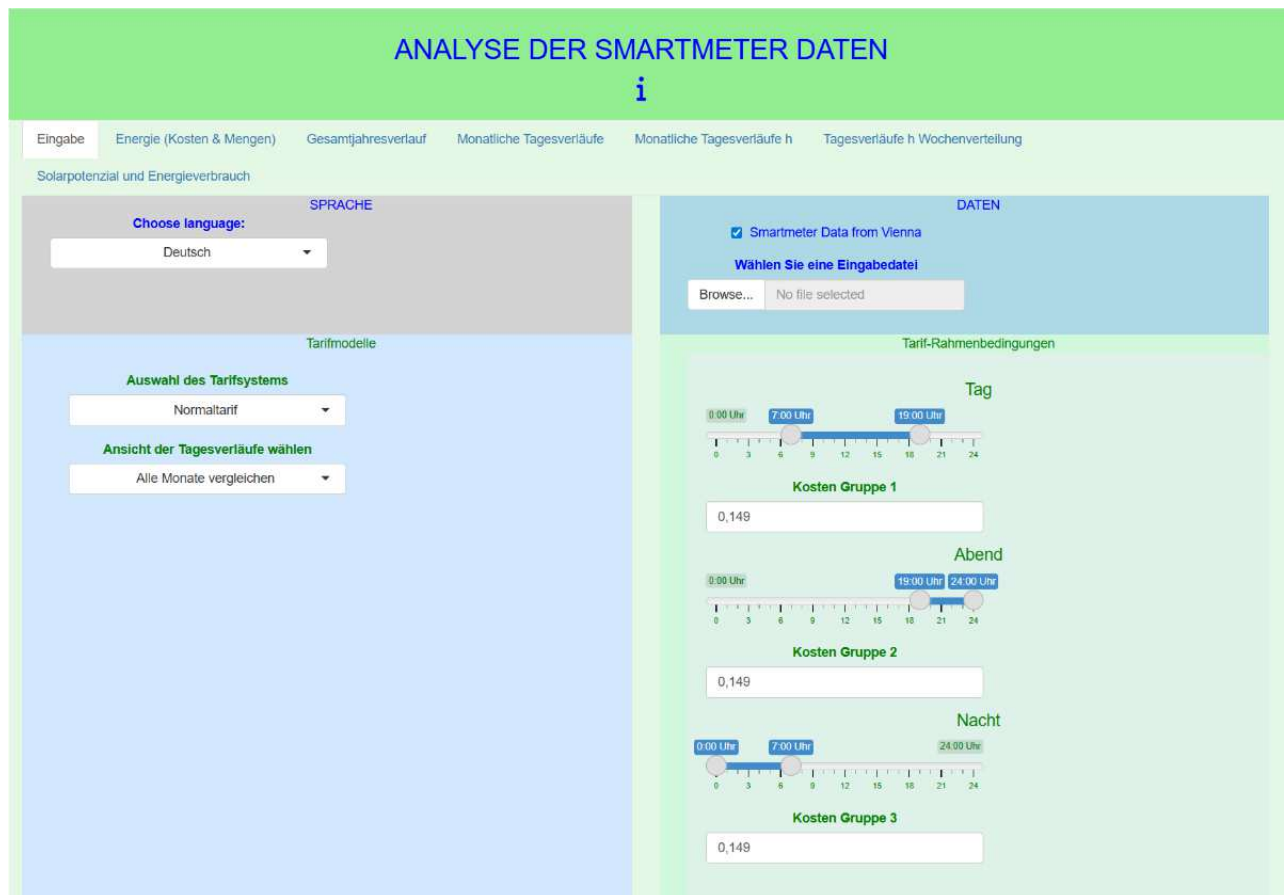 ANALYSE DER SMARTMETER DATEN
i
Eingabe Energie (Kosten & Mengen) Gesamtjahresverlauf Monatliche Tagesverläufe Monatliche Tagesverläufe h Tagesverläufe h Wochenverteilung
Solarpotenzial und Energieverbrauch
SPRACHE
Choose language:
Deutsch
DATEN
Smartmeter Data from Vienna
Wählen Sie eine Eingabedatei
Browse... No file selected
Tarifmodelle
Auswahl des Tarifsystems
Normaltarif
Ansicht der Tagesverläufe wählen
Alle Monate vergleichen
Tarif-Rahmenbedingungen
Tag
0:00 Uhr 7:00 Uhr 19:00 Uhr
0 3 6 9 12 15 18 21 24
Kosten Gruppe 1
0,149
Abend
0:00 Uhr 19:00 Uhr 24:00 Uhr
0 3 6 9 12 15 18 21 24
Kosten Gruppe 2
0,149
Nacht
0:00 Uhr 7:00 Uhr 24:00 Uhr
0 3 6 9 12 15 18 21 24
Kosten Gruppe 3
0,149